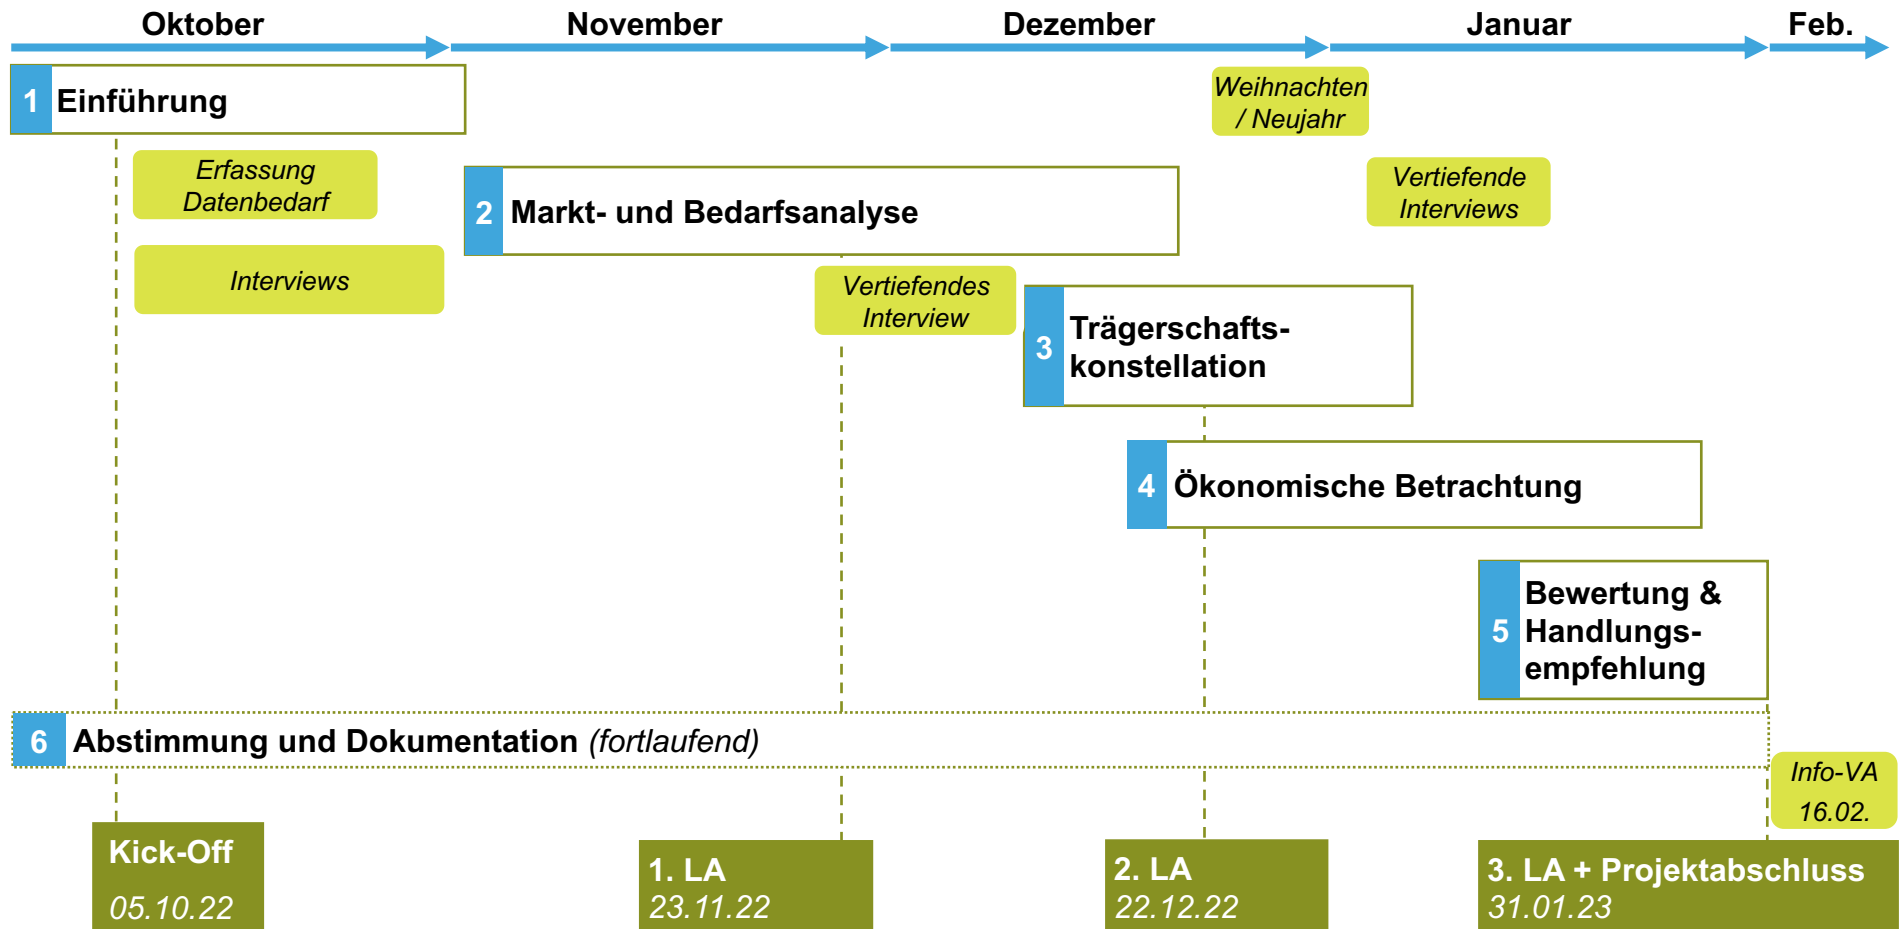 Oktober
November
Dezember
Januar
Feb.
1 Einführung
Weihnachten
/ Neujahr
Erfassung
Datenbedarf
2 Markt- und Bedarfsanalyse
Vertiefende
Interviews
Interviews
Vertiefendes
Interview
3 Trägerschafts-
konstellation
4 Ökonomische Betrachtung
5 Bewertung &
Handlungs-
empfehlung
6 Abstimmung und Dokumentation (fortlaufend)
Info-VA
16.02.
Kick-Off
05.10.22
1. LA
23.11.22
2. LA
22.12.22
3. LA + Projektabschluss
31.01.23